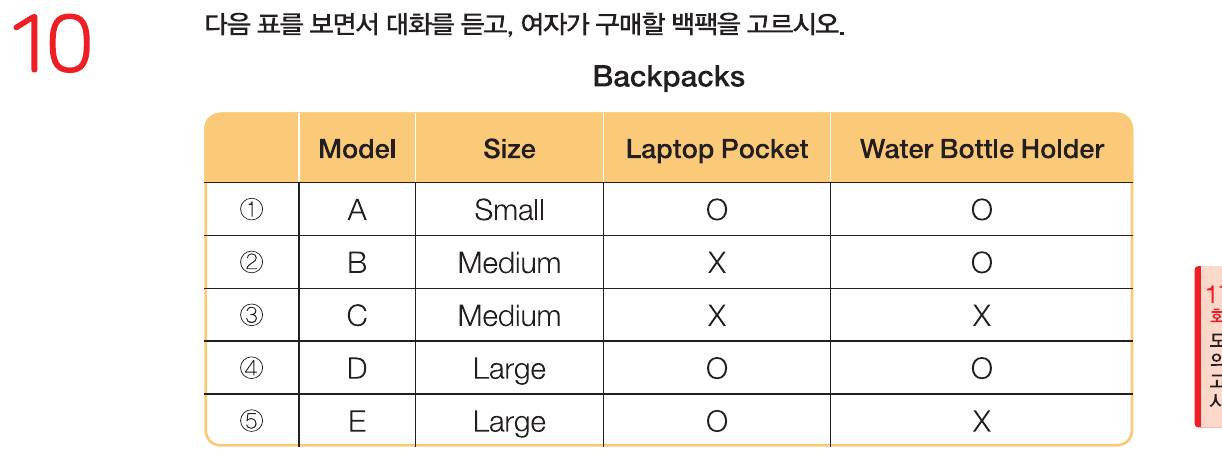 10
다음 표를 보면서 대화를 듣고, 여자가 구매할 백팩을 고르시오.
Backpacks
Model Size Laptop Pocket Water Bottle Holder
① A Small O O
② B Medium X O
③ C Medium X X
④ D Large O O
⑤ E Large O X